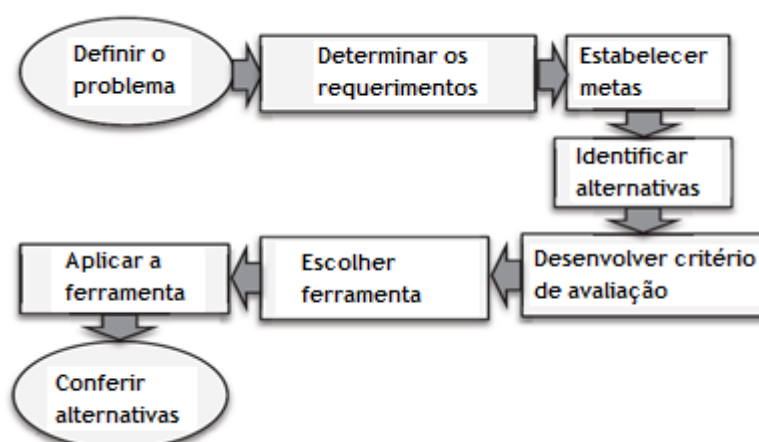 Definir o
problema
Determinar os
requerimentos
Estabelecer
metas
Identificar
alternativas
Desenvolver critério
de avaliação
Escolher
ferramenta
Aplicar a
ferramenta
Conferir
alternativas